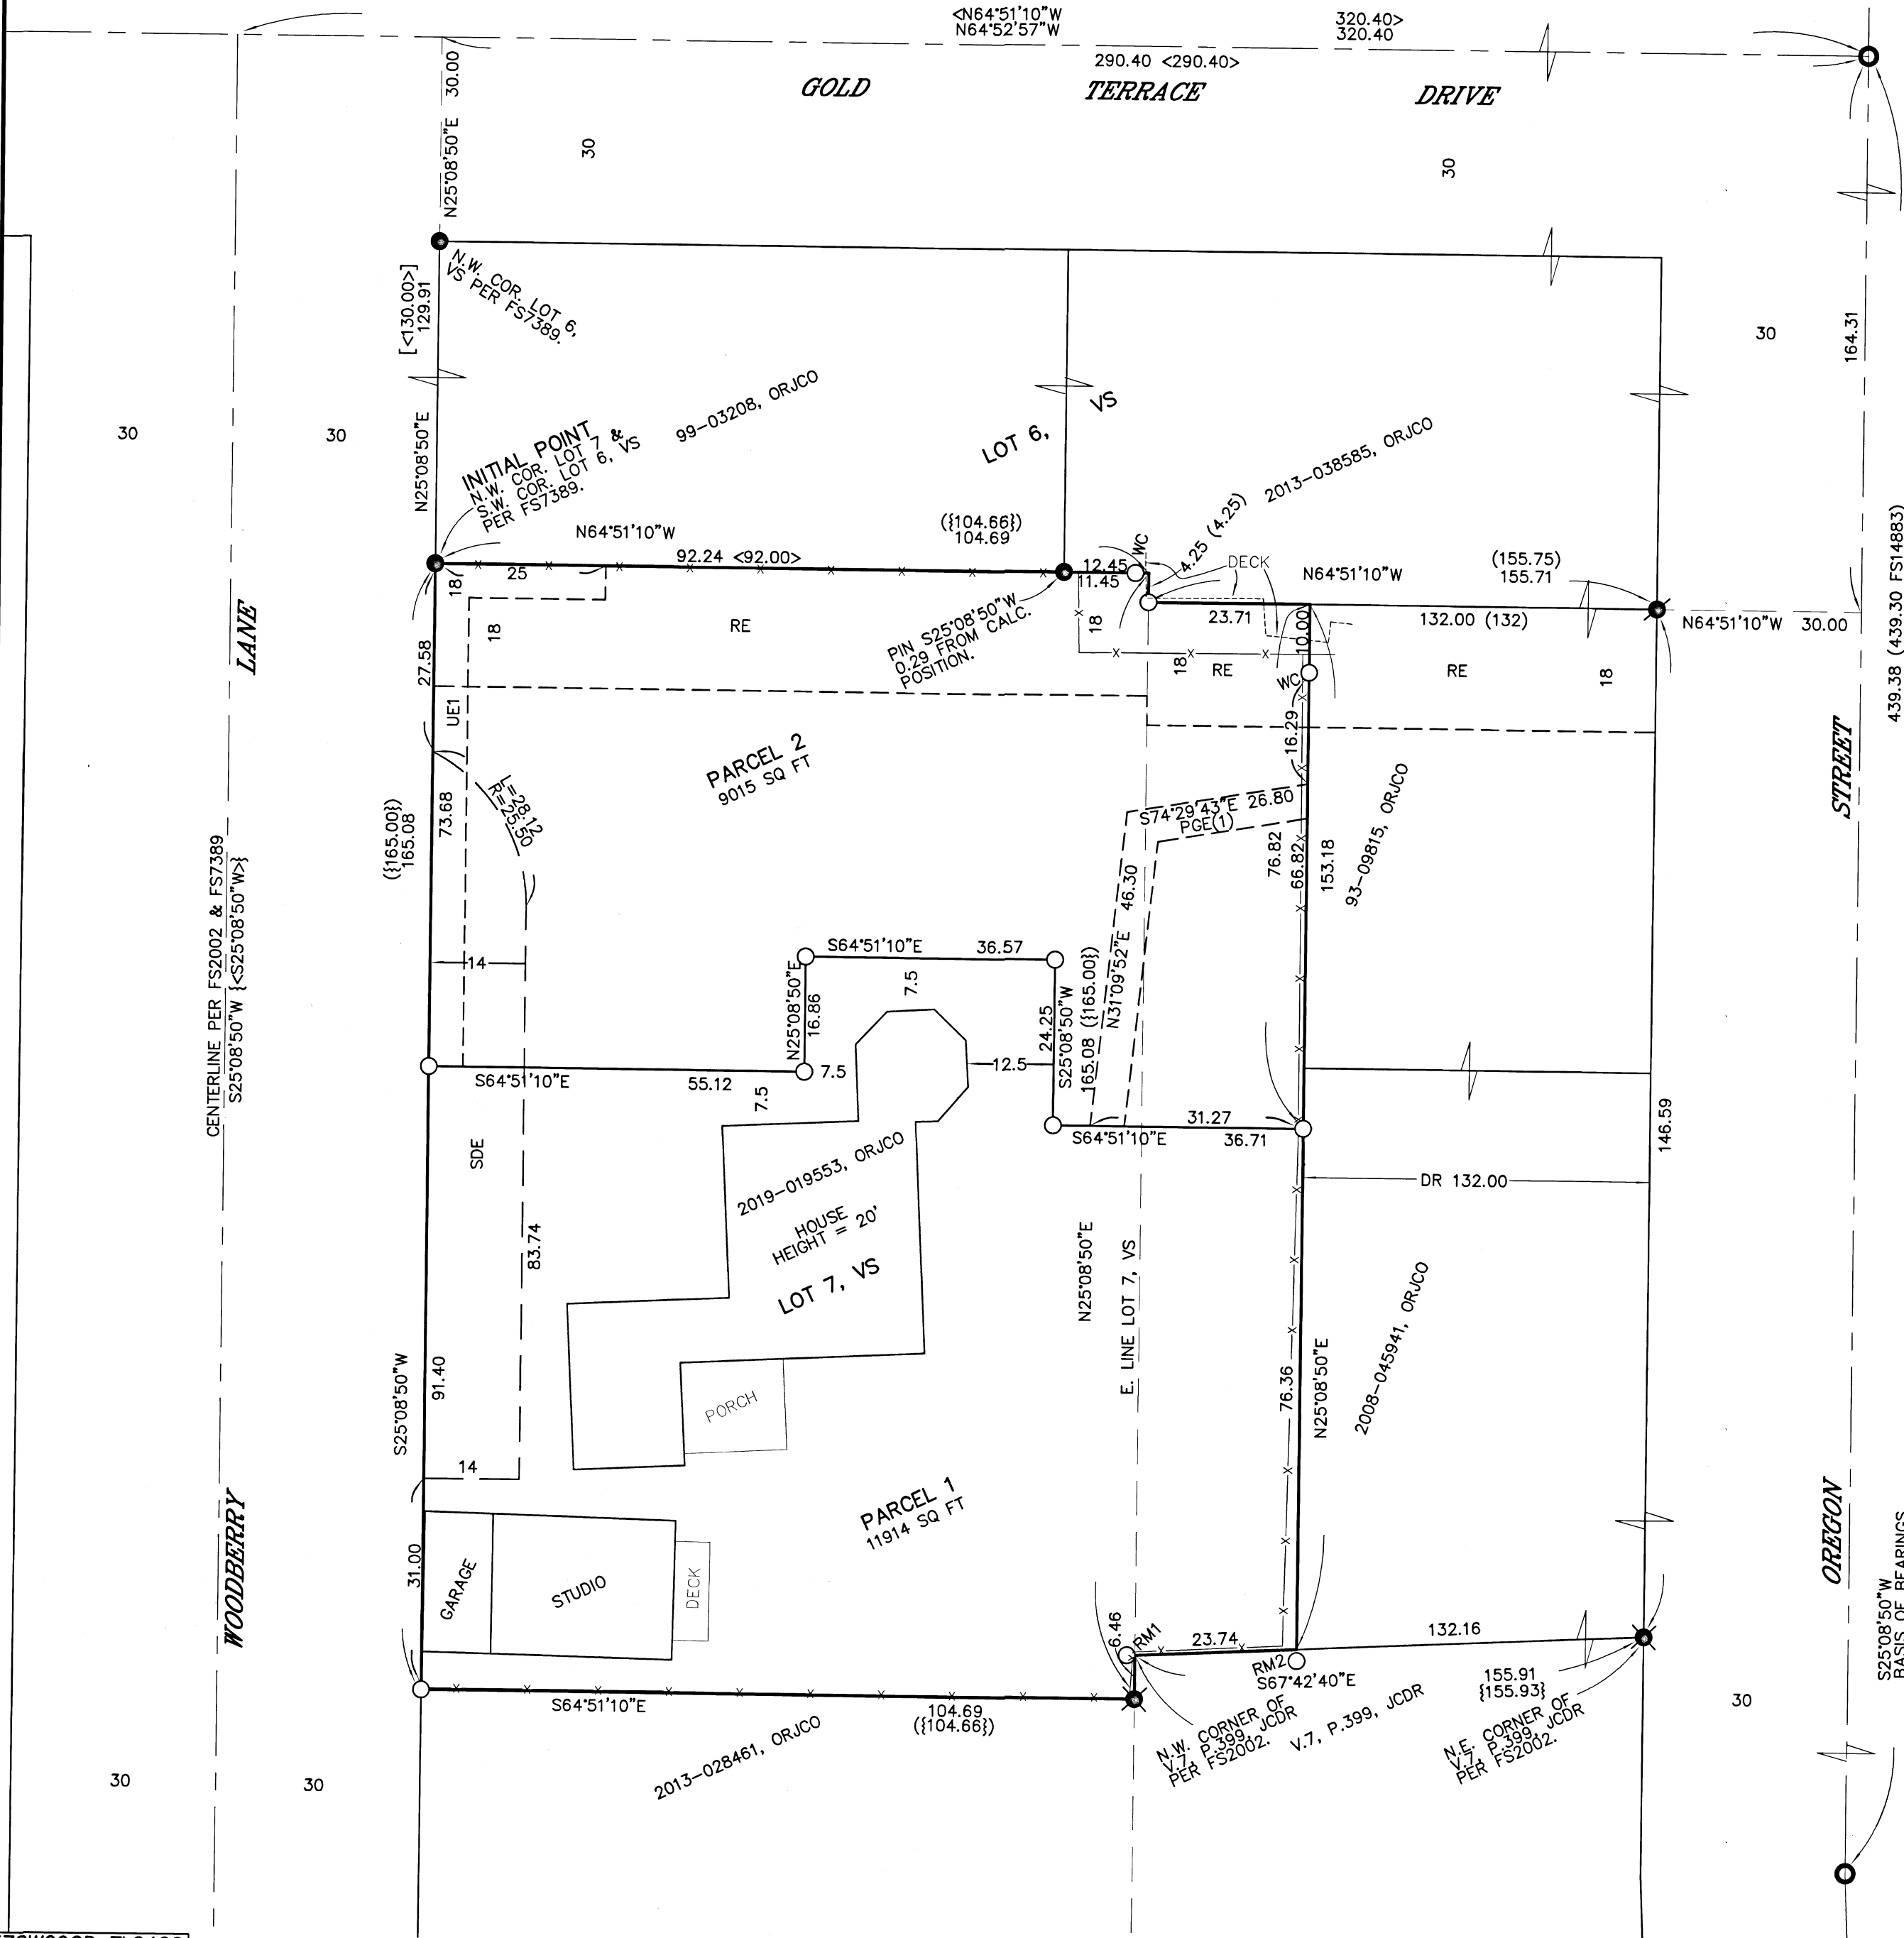 <N64°51'10"W
N64°52'57"W
320.40>
320.40
290.40 <290.40>
GOLD TERRACE DRIVE
N25°08'50"E 30.00
30
30
N.W. COR. LOT 6,
VS PER FS7389.
[<130.00>]
129.91
N25°08'50"E
30
30
30
164.31
99-03208, ORJCO
LOT 6, VS
INITIAL POINT
N.W. COR. LOT 7 &
S.W. COR. LOT 6, VS
PER FS7389.
2013-038585, ORJCO
4.25 (4.25)
N64°51'10"W
92.24 <92.00>
({104.66})
104.69
WC
12.45
11.45
DECK
N64°51'10"W
(155.75)
155.71
25
18
18
RE
PIN S25°08'50"W
0.29 FROM CALC.
POSITION.
18
23.71
10.00
132.00 (132)
N64°51'10"W 30.00
18
RE
WC
RE
18
439.38 (439.30 FS14883)
LANE
27.58
UE1
16.29
STREET
PARCEL 2
9015 SQ FT
L=28.12
R=25.50
73.68
({165.00})
165.08
S74°29'43"E 26.80
PGE(1)
76.82
66.82
153.18
93-09815, ORJCO
CENTERLINE PER FS2002 & FS7389
S25°08'50"W {<S25°08'50"W>}
46.30
N31°09'52"E
S64°51'10"E 36.57
14
7.5
N25°08'50"E
16.86
24.25
S25°08'50"W
165.08 ({165.00})
12.5
S64°51'10"E 55.12
7.5
7.5
31.27
S64°51'10"E 36.71
146.59
SDE
2019-019553, ORJCO
HOUSE
HEIGHT = 20'
LOT 7, VS
DR 132.00
83.74
N25°08'50"E
E. LINE LOT 7, VS
2008-045941, ORJCO
S25°08'50"W
91.40
76.36
N25°08'50"E
PORCH
14
PARCEL 1
11914 SQ FT
WOODBERRY
OREGON
31.00
GARAGE
STUDIO
DECK
S25°08'50"W
BASIS OF BEARINGS
6.46
RM1
23.74
RM2
132.16
S67°42'40"E
155.91
{155.93}
S64°51'10"E
104.69
({104.66})
N.W. CORNER OF
V.7, P.399, JCDR
PER FS2002.
V.7, P.399, JCDR
N.E. CORNER OF
V.7, P.399, JCDR
PER FS2002.
2013-028461, ORJCO
30
30
30